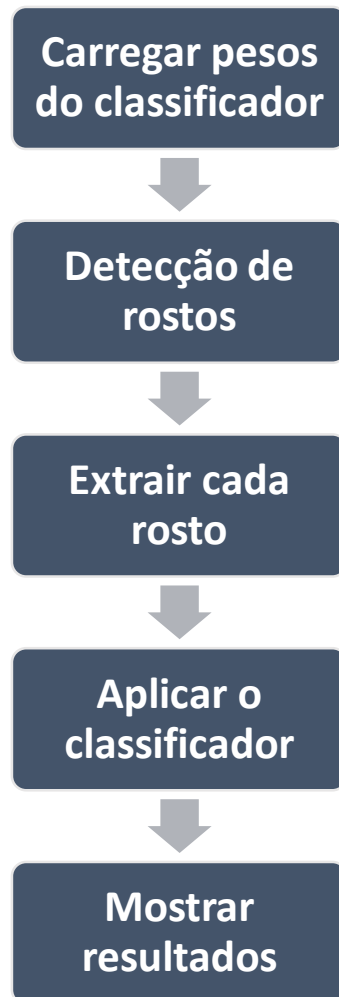 Carregar pesos
do classificador
Detecção de
rostos
Extrair cada
rosto
Aplicar o
classificador
Mostrar
resultados